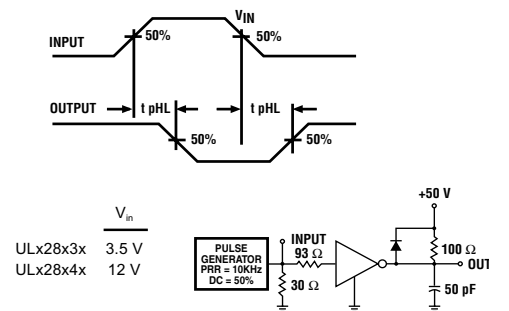 V_IN
INPUT 50% 50%
OUTPUT t pHL t pHL
50% 50%
V_in
ULx28x3x 3.5 V
ULx28x4x 12 V
+50 V
PULSE
GENERATOR
PRR = 10KHz
DC = 50%
INPUT
93 Ω
30 Ω
100 Ω
OUT
50 pF